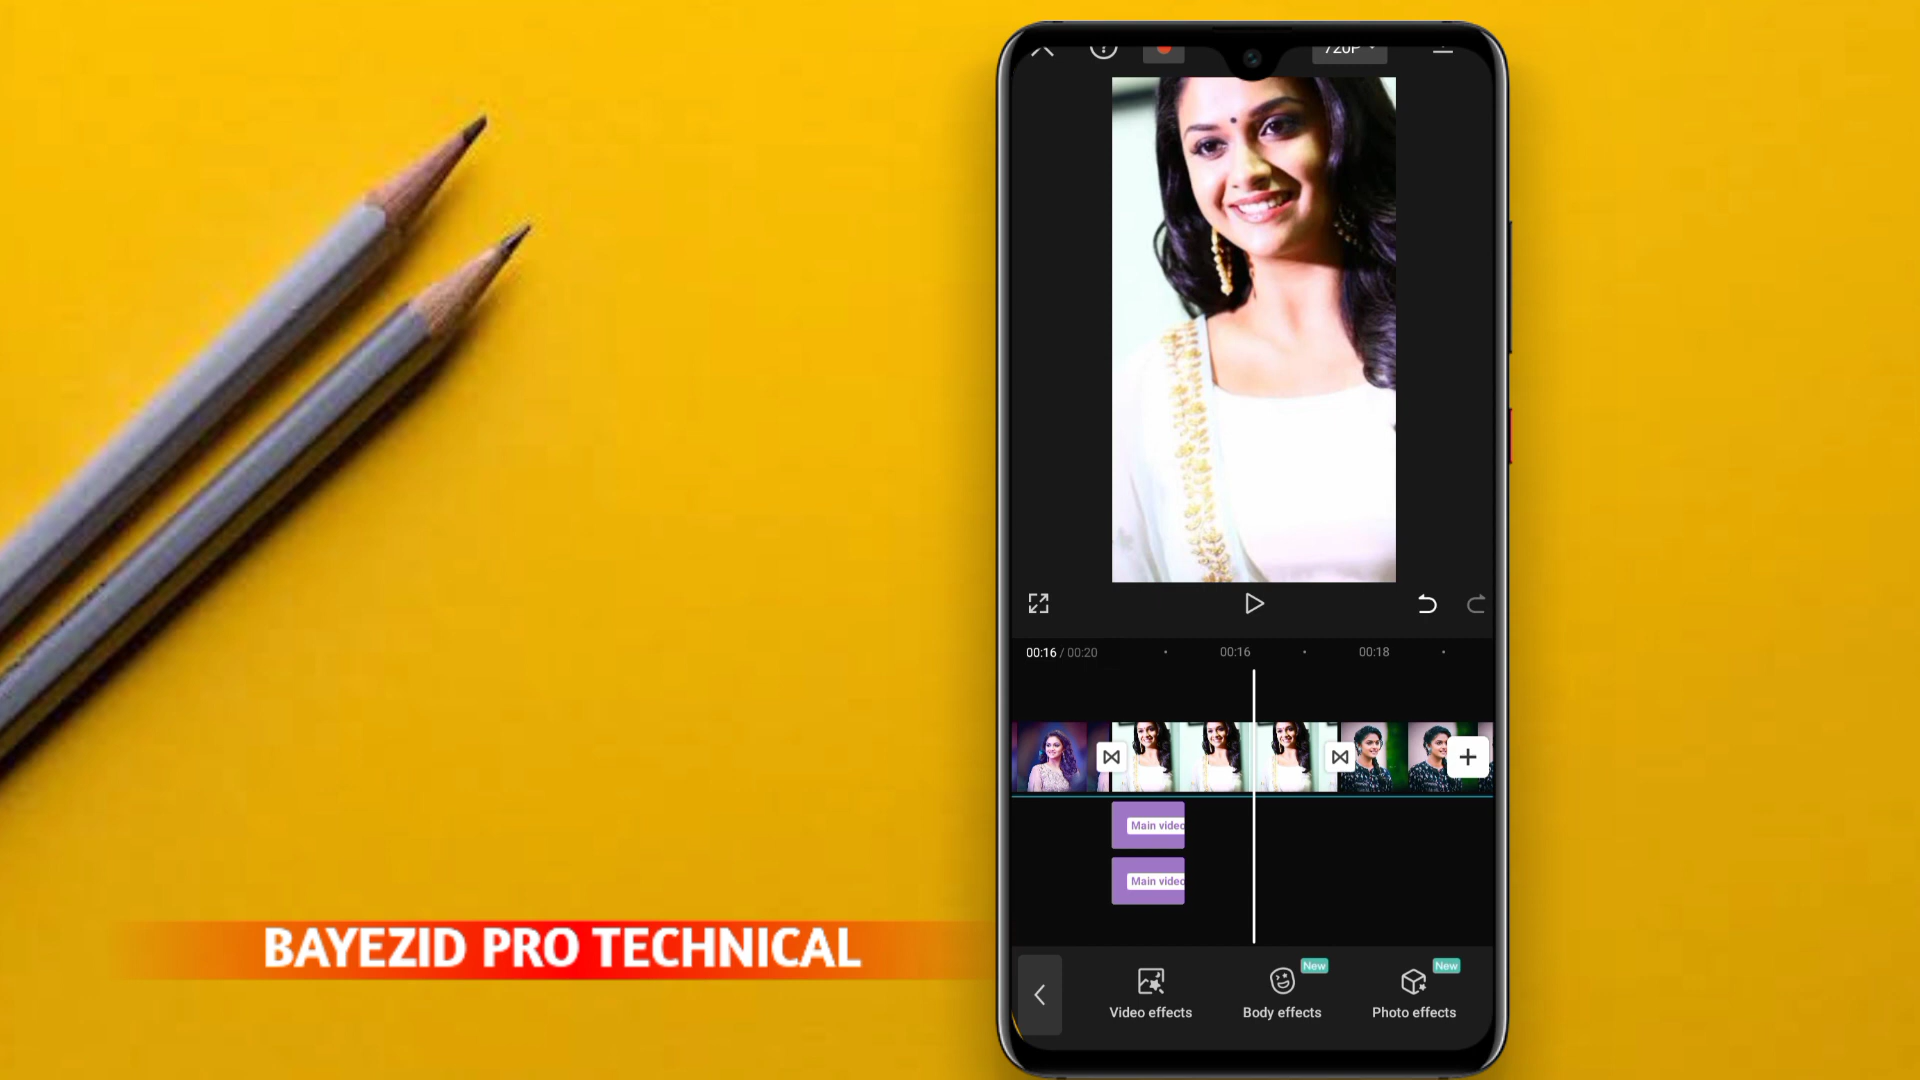 720P
00:16 / 00:20
00:16
00:18
Main video
Main video
BAYEZID PRO TECHNICAL
New
New
Video effects
Body effects
Photo effects